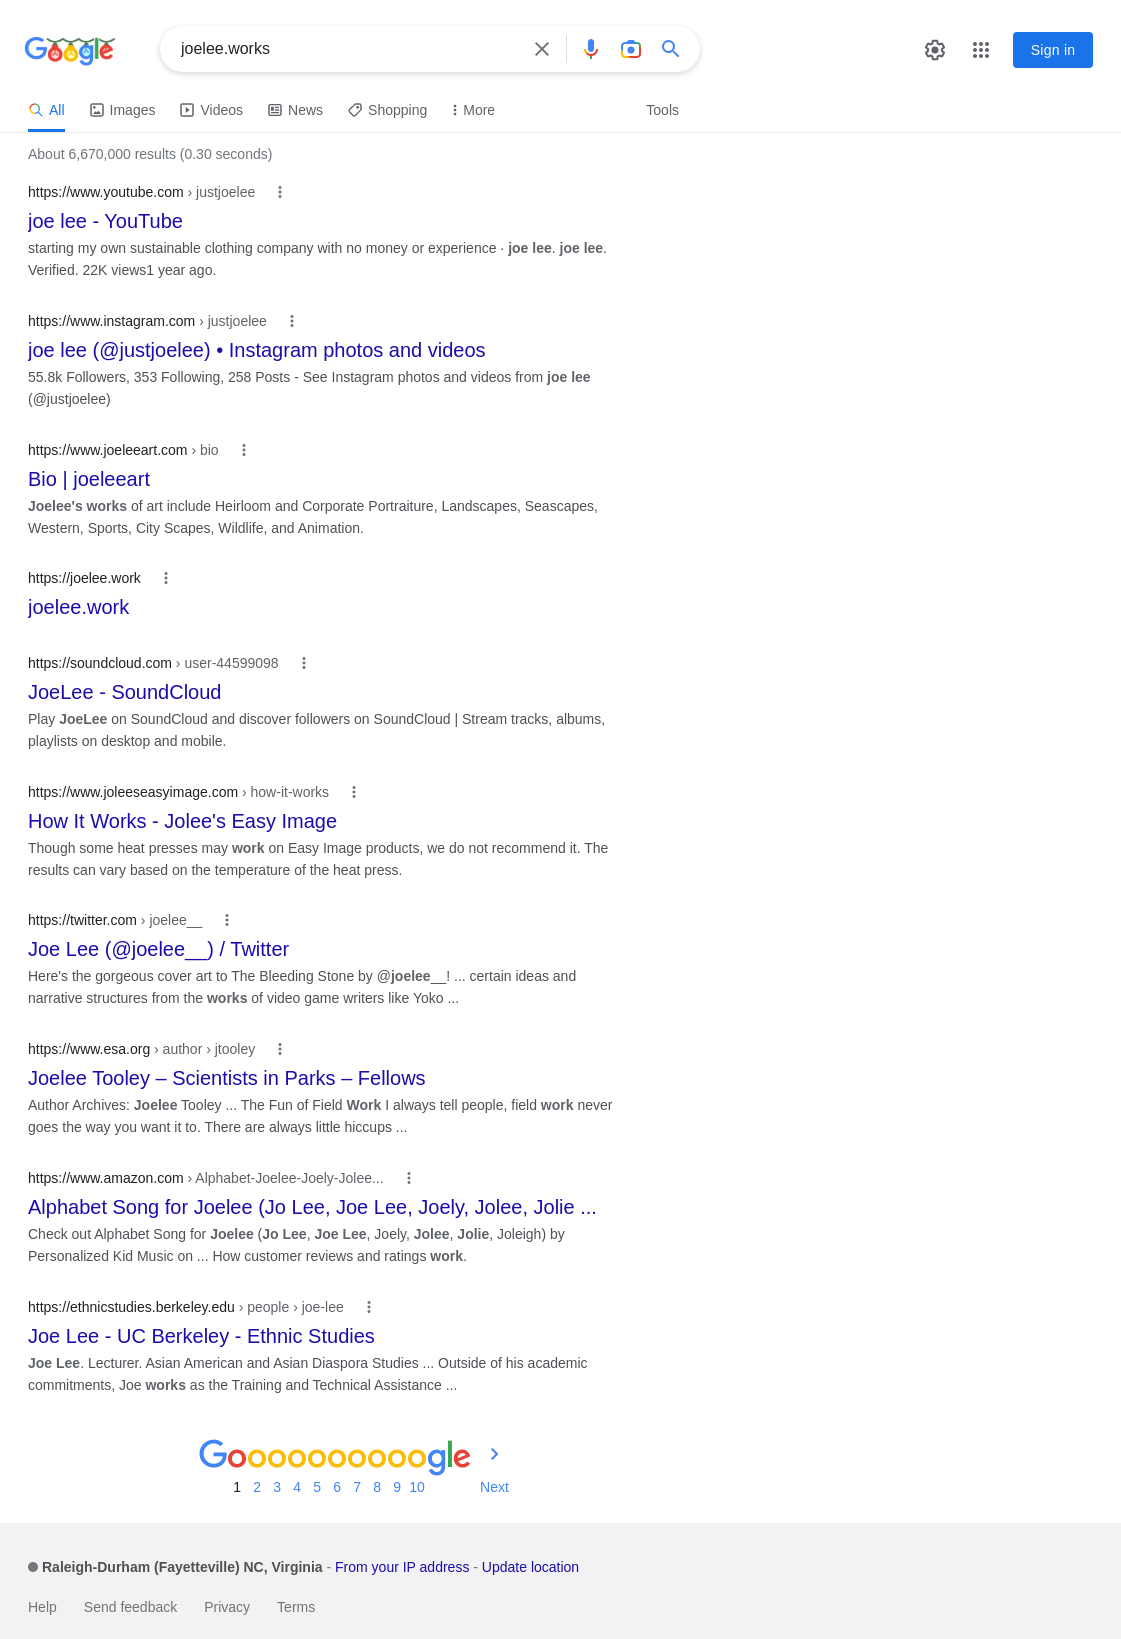 Google
joelee.works
Sign in
All Images Videos News Shopping More Tools
About 6,670,000 results (0.30 seconds)
https://www.youtube.com › justjoelee
joe lee - YouTube
starting my own sustainable clothing company with no money or experience · joe lee. joe lee.
Verified. 22K views1 year ago.
https://www.instagram.com › justjoelee
joe lee (@justjoelee) • Instagram photos and videos
55.8k Followers, 353 Following, 258 Posts - See Instagram photos and videos from joe lee
(@justjoelee)
https://www.joeleeart.com › bio
Bio | joeleeart
Joelee's works of art include Heirloom and Corporate Portraiture, Landscapes, Seascapes,
Western, Sports, City Scapes, Wildlife, and Animation.
https://joelee.work
joelee.work
https://soundcloud.com › user-44599098
JoeLee - SoundCloud
Play JoeLee on SoundCloud and discover followers on SoundCloud | Stream tracks, albums,
playlists on desktop and mobile.
https://www.joleeseasyimage.com › how-it-works
How It Works - Jolee's Easy Image
Though some heat presses may work on Easy Image products, we do not recommend it. The
results can vary based on the temperature of the heat press.
https://twitter.com › joelee__
Joe Lee (@joelee__) / Twitter
Here's the gorgeous cover art to The Bleeding Stone by @joelee__! ... certain ideas and
narrative structures from the works of video game writers like Yoko ...
https://www.esa.org › author › jtooley
Joelee Tooley – Scientists in Parks – Fellows
Author Archives: Joelee Tooley ... The Fun of Field Work I always tell people, field work never
goes the way you want it to. There are always little hiccups ...
https://www.amazon.com › Alphabet-Joelee-Joely-Jolee...
Alphabet Song for Joelee (Jo Lee, Joe Lee, Joely, Jolee, Jolie ...
Check out Alphabet Song for Joelee (Jo Lee, Joe Lee, Joely, Jolee, Jolie, Joleigh) by
Personalized Kid Music on ... How customer reviews and ratings work.
https://ethnicstudies.berkeley.edu › people › joe-lee
Joe Lee - UC Berkeley - Ethnic Studies
Joe Lee. Lecturer. Asian American and Asian Diaspora Studies ... Outside of his academic
commitments, Joe works as the Training and Technical Assistance ...
Goooooooooogle
1 2 3 4 5 6 7 8 9 10 Next
Raleigh-Durham (Fayetteville) NC, Virginia - From your IP address - Update location
Help Send feedback Privacy Terms